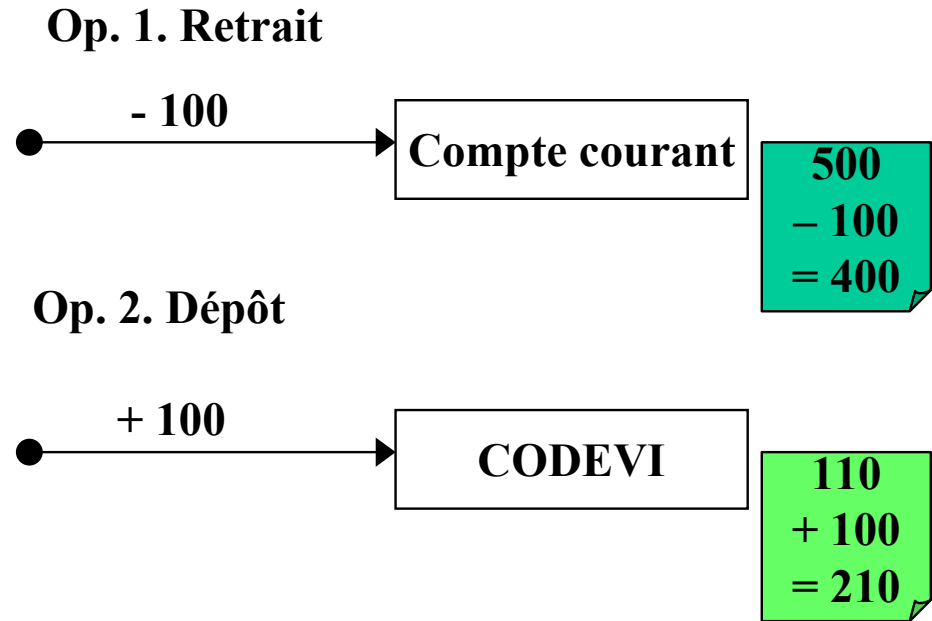 Op. 1. Retrait
- 100
Compte courant
500
– 100
= 400
Op. 2. Dépôt
+ 100
CODEVI
110
+ 100
= 210